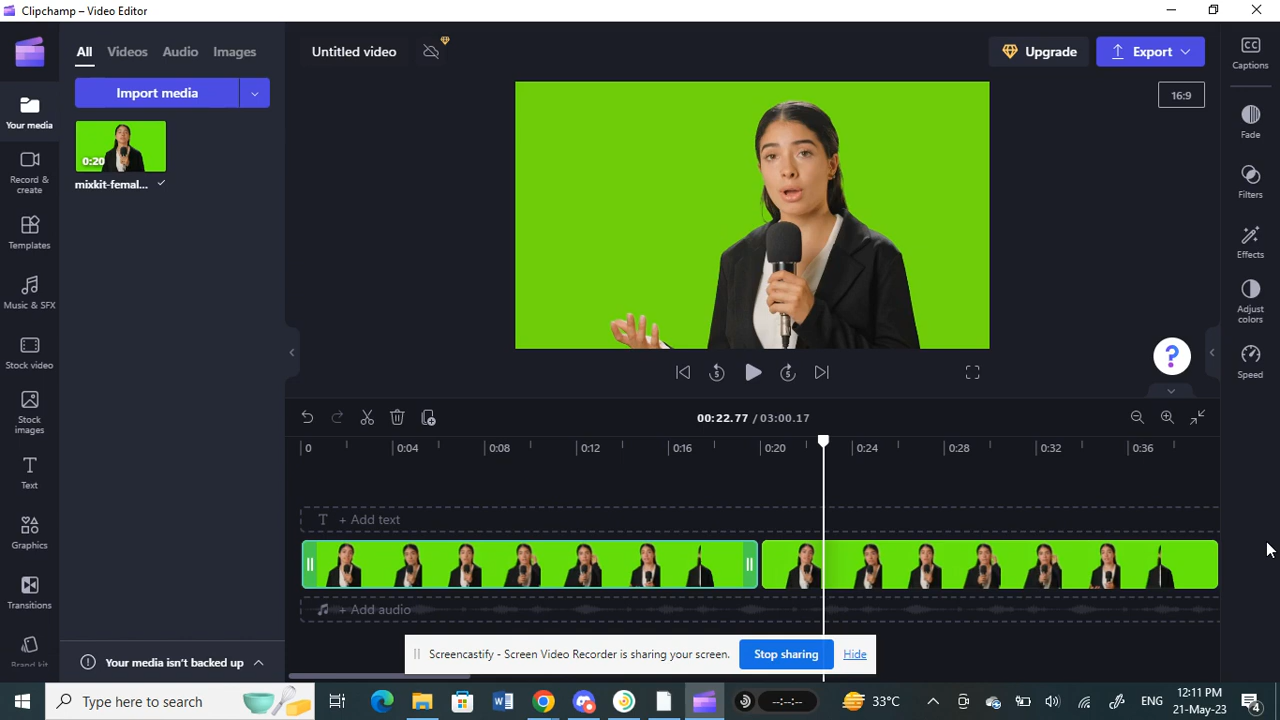 Clipchamp – Video Editor
All Videos Audio Images
Untitled video
Upgrade
Export
Captions
Import media
16:9
Your media
0:20
mixkit-femal...
Fade
Record &
create
Filters
Templates
Effects
Music & SFX
Adjust
colors
Stock video
5
5
?
Speed
Stock
images
00:22.77 / 03:00.17
0 0:04 0:08 0:12 0:16 0:20 0:24 0:28 0:32 0:36
Text
T + Add text
Graphics
Transitions
+ Add audio
Brand kit
Your media isn't backed up
Screencastify - Screen Video Recorder is sharing your screen.
Stop sharing
Hide
Type here to search
--:--:--
33°C
ENG
12:11 PM
21-May-23
4